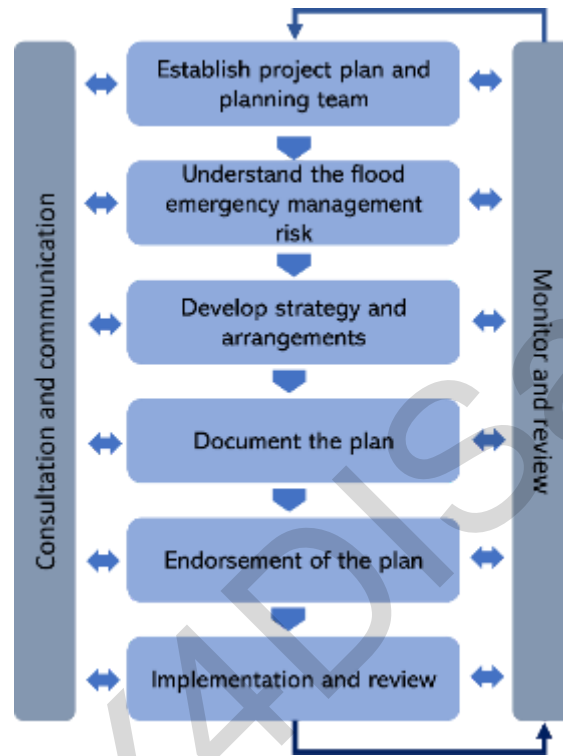 Establish project plan and
planning team
Understand the flood
emergency management
risk
Develop strategy and
arrangements
Document the plan
Endorsement of the plan
Implementation and review
Consultation and communication
Monitor and review